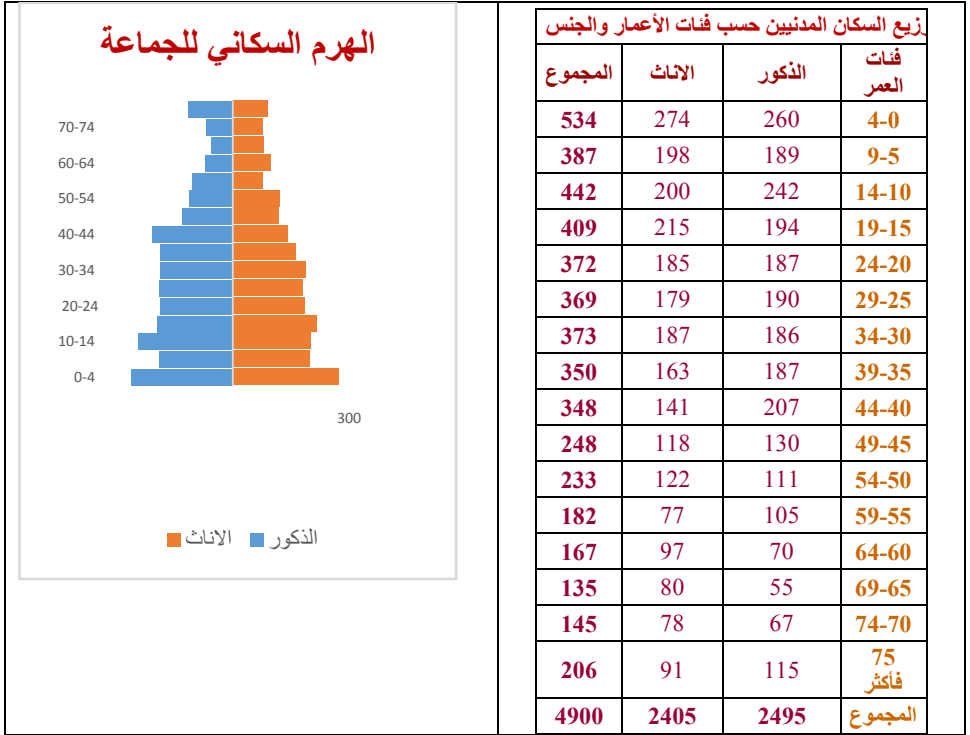 الهرم السكاني للجماعة
70-74
60-64
50-54
40-44
30-34
20-24
10-14
0-4
300
الذكور الاناث
زيع السكان المدنيين حسب فئات الأعمار والجنس
فئات العمر الذكور الاناث المجموع
4-0 260 274 534
9-5 189 198 387
14-10 242 200 442
19-15 194 215 409
24-20 187 185 372
29-25 190 179 369
34-30 186 187 373
39-35 187 163 350
44-40 207 141 348
49-45 130 118 248
54-50 111 122 233
59-55 105 77 182
64-60 70 97 167
69-65 55 80 135
74-70 67 78 145
75 فأكثر 115 91 206
المجموع 2495 2405 4900